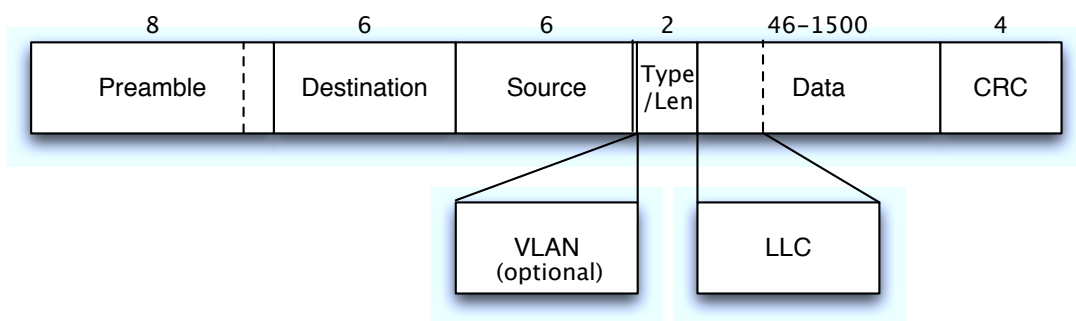 8 6 6 2 46-1500 4
Preamble Destination Source Type /Len Data CRC
VLAN (optional) LLC